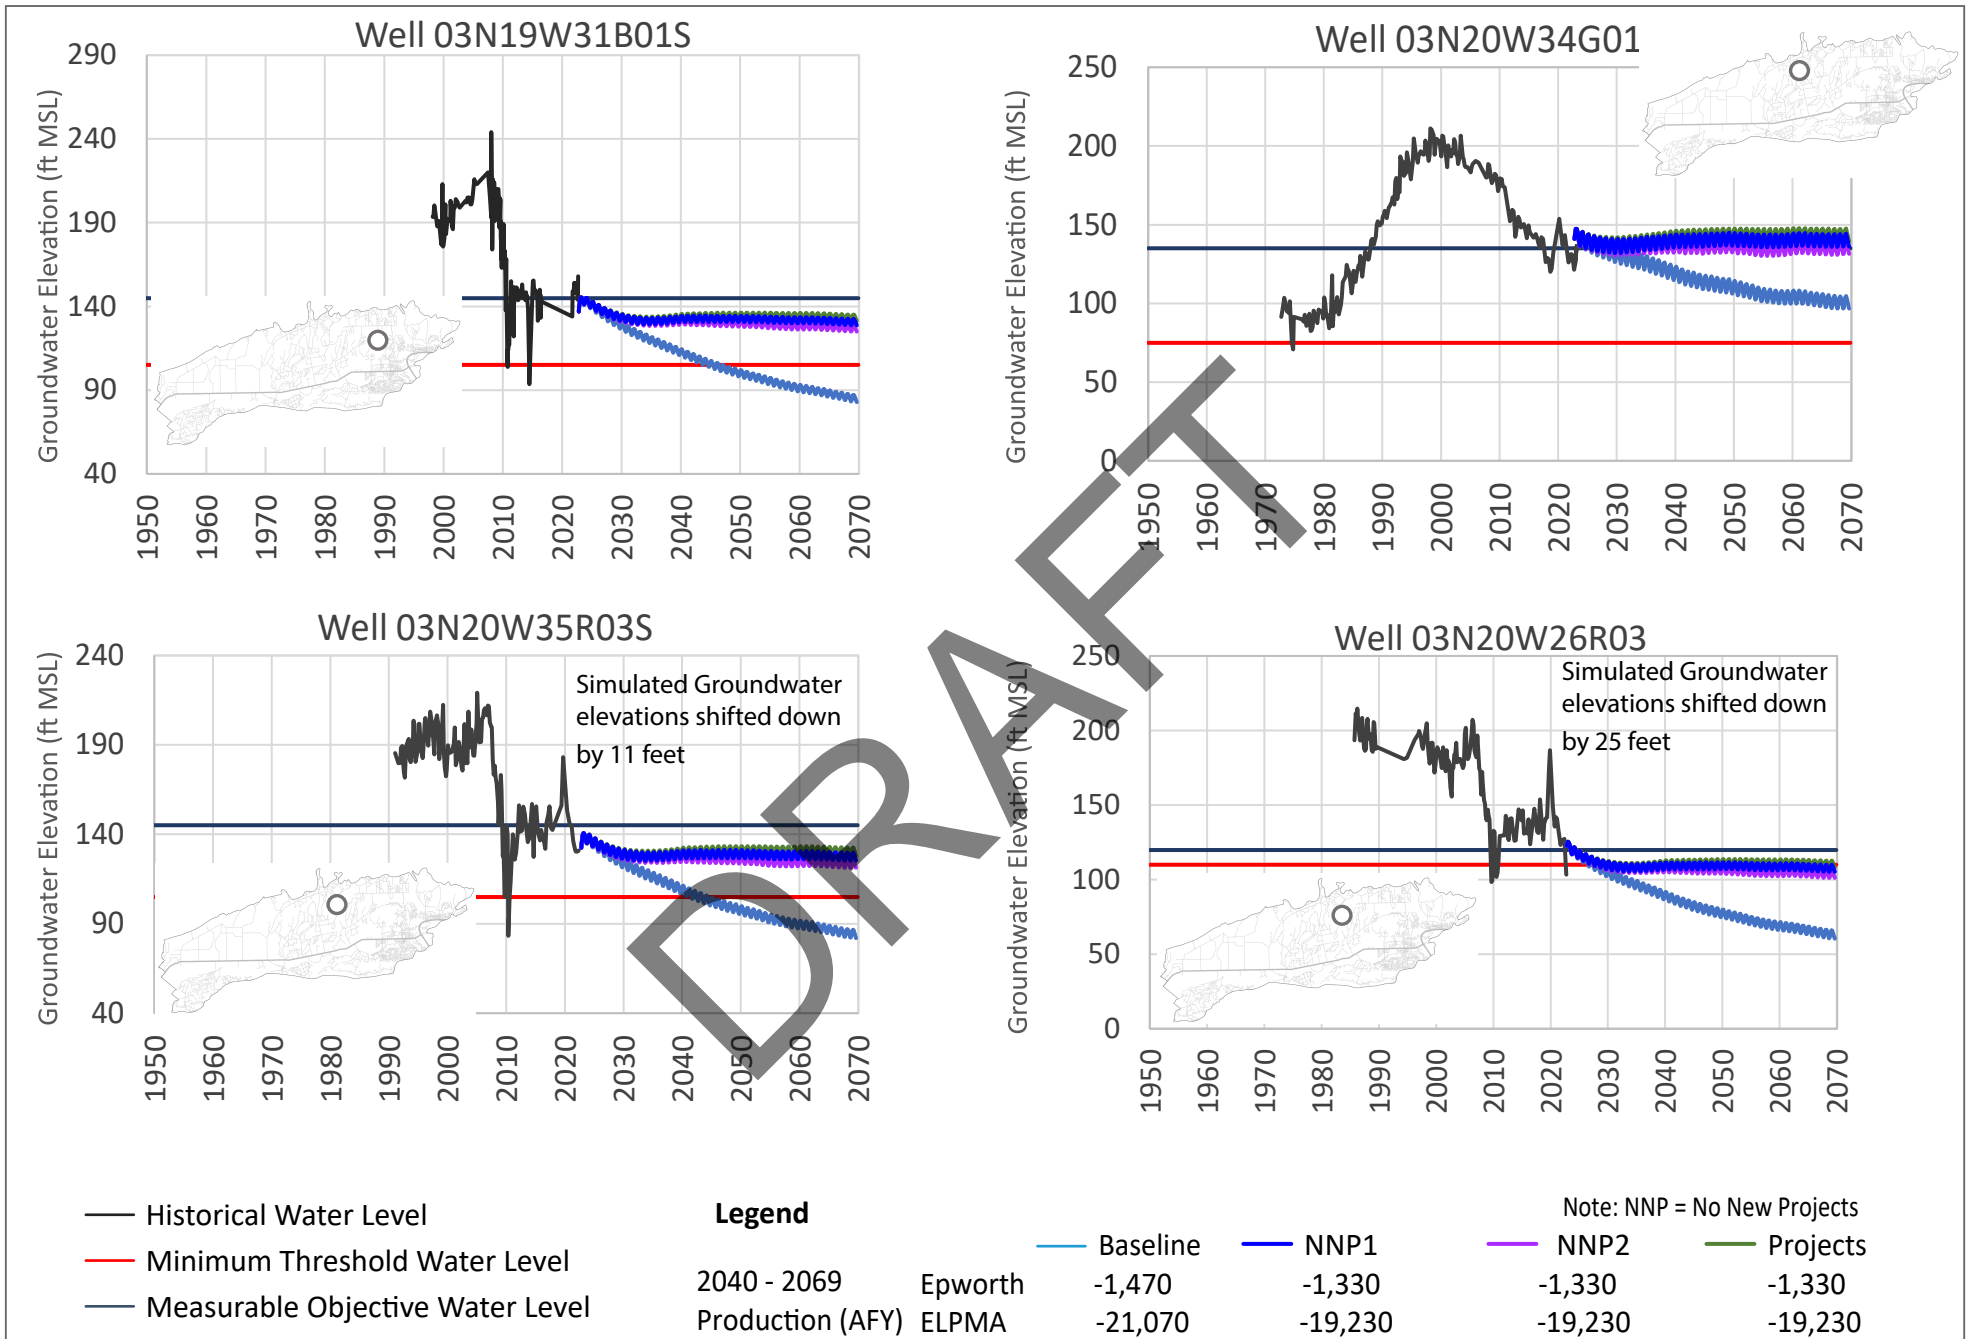 Well 03N19W31B01S
Groundwater Elevation (ft MSL)
290
240
190
140
90
40
1950 1960 1970 1980 1990 2000 2010 2020 2030 2040 2050 2060 2070
Well 03N20W34G01
Groundwater Elevation (ft MSL)
250
200
150
100
50
0
1950 1960 1970 1980 1990 2000 2010 2020 2030 2040 2050 2060 2070
Well 03N20W35R03S
Groundwater Elevation (ft MSL)
240
190
140
90
40
Simulated Groundwater
elevations shifted down
by 11 feet
1950 1960 1970 1980 1990 2000 2010 2020 2030 2040 2050 2060 2070
Well 03N20W26R03
Groundwater Elevation (ft MSL)
250
200
150
100
50
0
Simulated Groundwater
elevations shifted down
by 25 feet
1950 1960 1970 1980 1990 2000 2010 2020 2030 2040 2050 2060 2070
DRAFT
Historical Water Level
Minimum Threshold Water Level
Measurable Objective Water Level
Legend
Note: NNP = No New Projects
Baseline NNP1 NNP2 Projects
2040 - 2069
Production (AFY)
Epworth -1,470 -1,330 -1,330 -1,330
ELPMA -21,070 -19,230 -19,230 -19,230